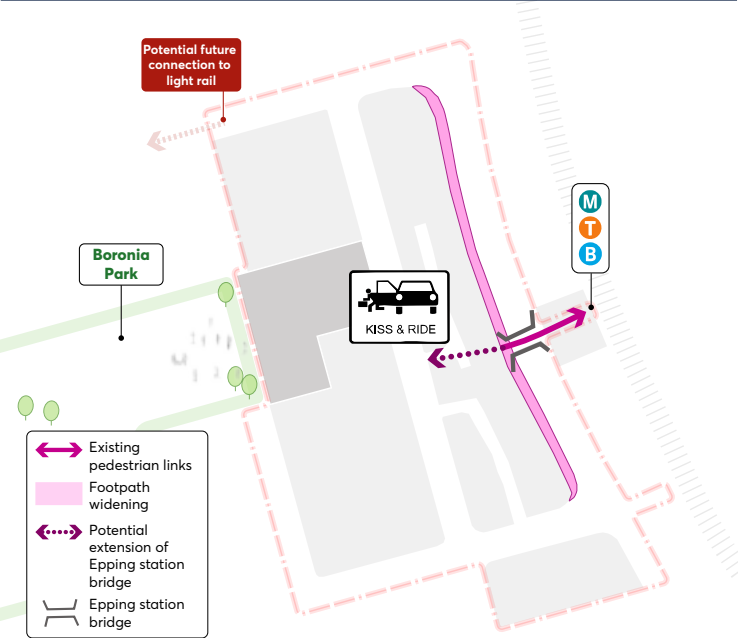 Potential future
connection to
light rail
M
T
B
Boronia
Park
KISS & RIDE
Existing
pedestrian links
Footpath
widening
Potential
extension of
Epping station
bridge
Epping station
bridge